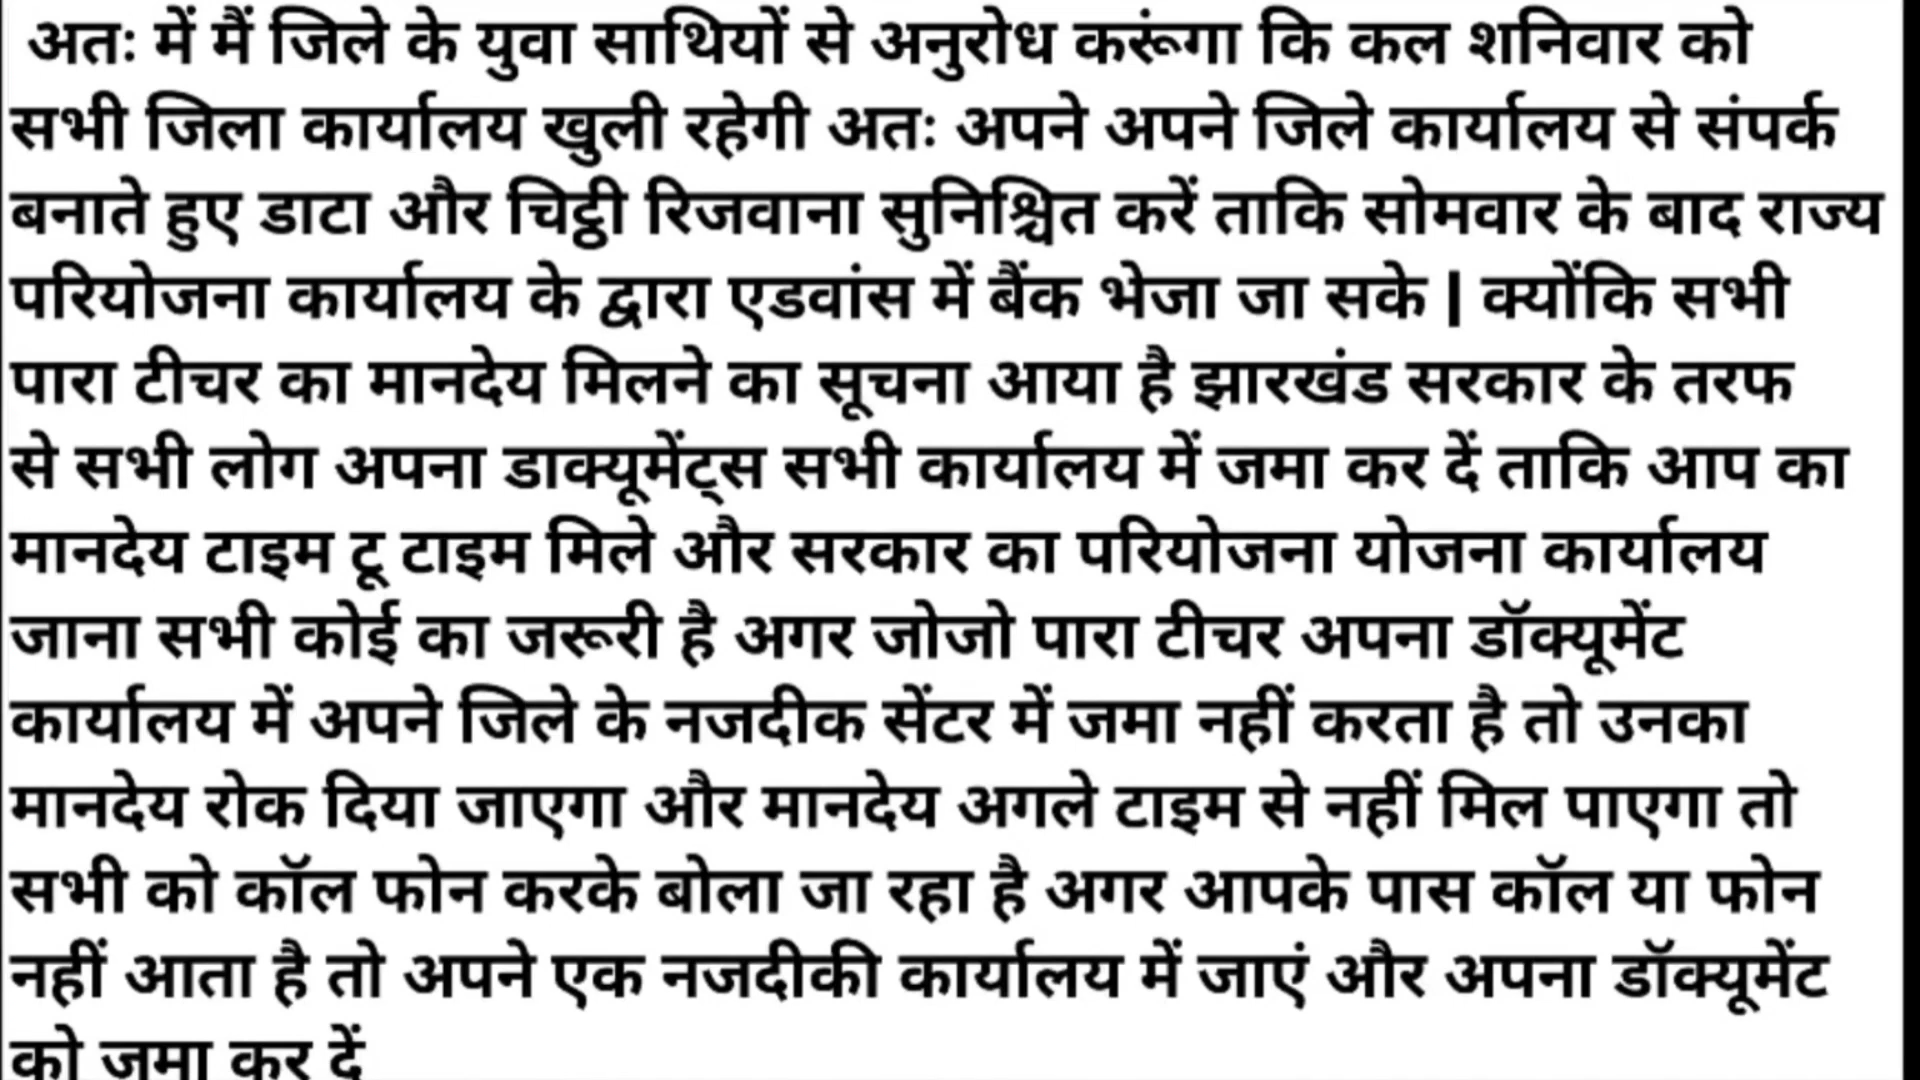 अतः में मैं जिले के युवा साथियों से अनुरोध करूंगा कि कल शनिवार को
सभी जिला कार्यालय खुली रहेगी अतः अपने अपने जिले कार्यालय से संपर्क
बनाते हुए डाटा और चिट्ठी रिजवाना सुनिश्चित करें ताकि सोमवार के बाद राज्य
परियोजना कार्यालय के द्वारा एडवांस में बैंक भेजा जा सके | क्योंकि सभी
पारा टीचर का मानदेय मिलने का सूचना आया है झारखंड सरकार के तरफ
से सभी लोग अपना डाक्यूमेंट्स सभी कार्यालय में जमा कर दें ताकि आप का
मानदेय टाइम टू टाइम मिले और सरकार का परियोजना योजना कार्यालय
जाना सभी कोई का जरूरी है अगर जोजो पारा टीचर अपना डॉक्यूमेंट
कार्यालय में अपने जिले के नजदीक सेंटर में जमा नहीं करता है तो उनका
मानदेय रोक दिया जाएगा और मानदेय अगले टाइम से नहीं मिल पाएगा तो
सभी को कॉल फोन करके बोला जा रहा है अगर आपके पास कॉल या फोन
नहीं आता है तो अपने एक नजदीकी कार्यालय में जाएं और अपना डॉक्यूमेंट
को जमा कर दें